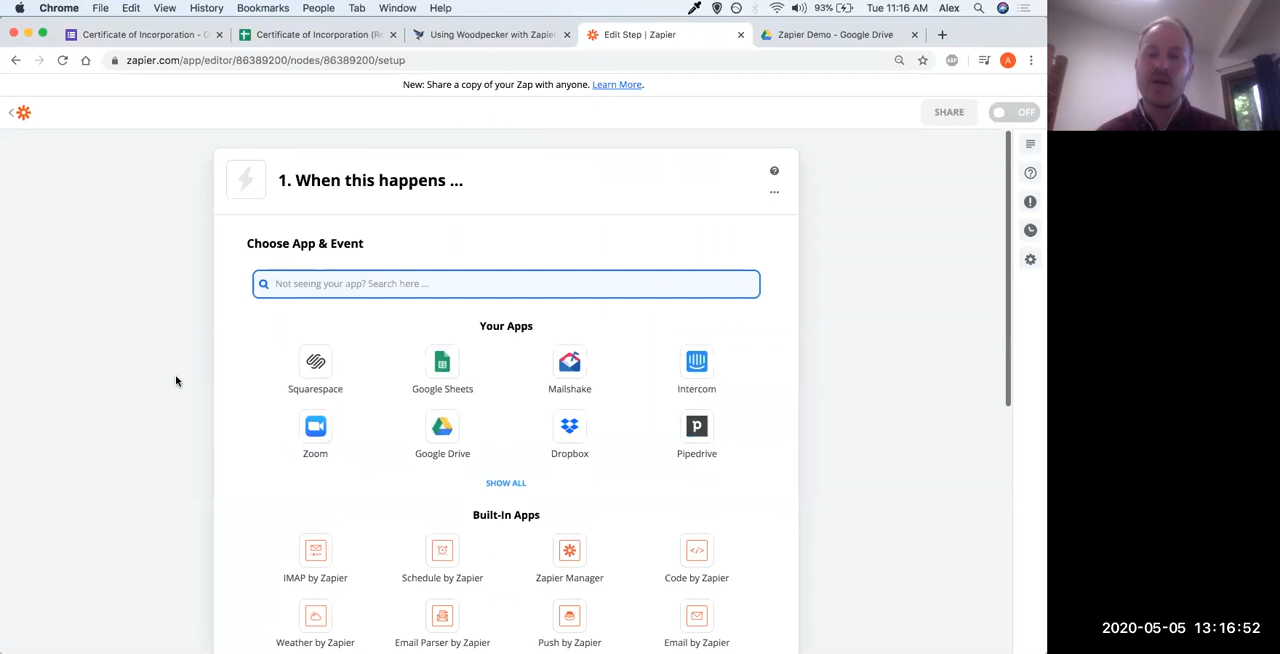 Chrome File Edit View History Bookmarks People Tab Window Help 93% Tue 11:16 AM Alex
Certificate of Incorporation - G Certificate of Incorporation (Re Using Woodpecker with Zapier Edit Step | Zapier Zapier Demo - Google Drive
zapier.com/app/editor/86389200/nodes/86389200/setup ABP A
New: Share a copy of your Zap with anyone. Learn More.
SHARE OFF
1. When this happens ...
Choose App & Event
Not seeing your app? Search here ...
Your Apps
Squarespace Google Sheets Mailshake Intercom
Zoom Google Drive Dropbox Pipedrive
SHOW ALL
Built-In Apps
IMAP by Zapier Schedule by Zapier Zapier Manager Code by Zapier
Weather by Zapier Email Parser by Zapier Push by Zapier Email by Zapier
2020-05-05 13:16:52